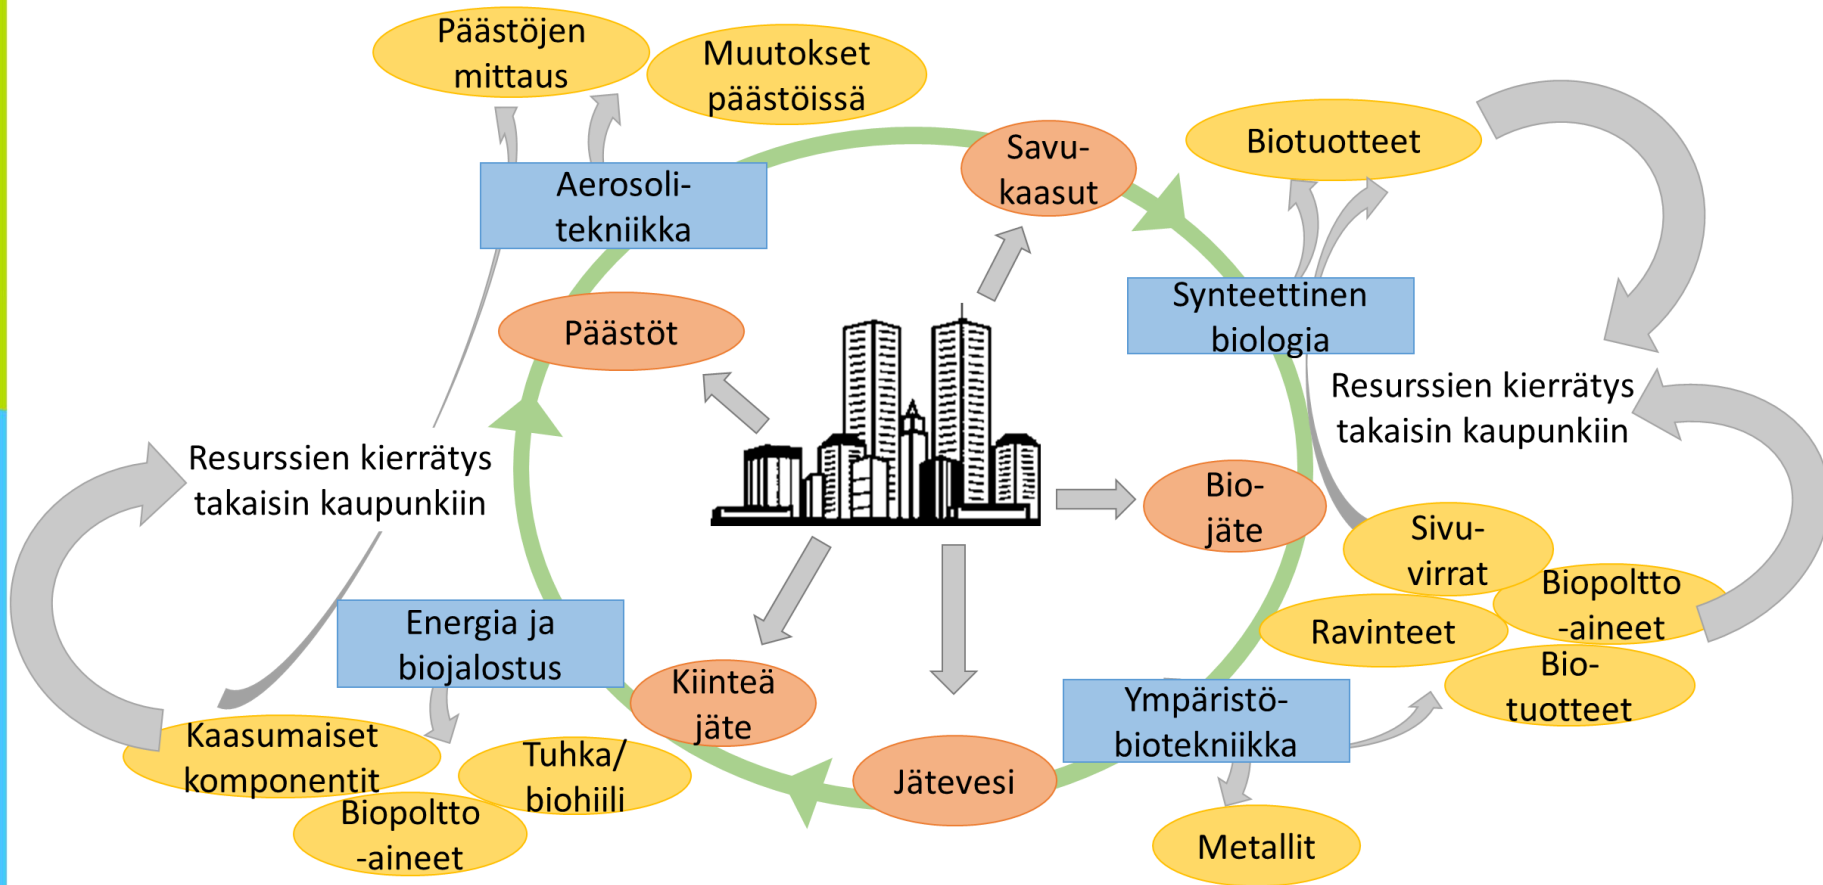 Päästöjen
mittaus
Muutokset
päästöissä
Savu-
kaasut
Biotuotteet
Aerosoli-
tekniikka
Synteettinen
biologia
Päästöt
Resurssien kierrätys
takaisin kaupunkiin
Resurssien kierrätys
takaisin kaupunkiin
Bio-
jäte
Sivu-
virrat
Biopoltto
-aineet
Ravinteet
Bio-
tuotteet
Energia ja
biojalostus
Kiinteä
jäte
Ympäristö-
biotekniikka
Kaasumaiset
komponentit
Tuhka/
biohiili
Jätevesi
Biopoltto
-aineet
Metallit